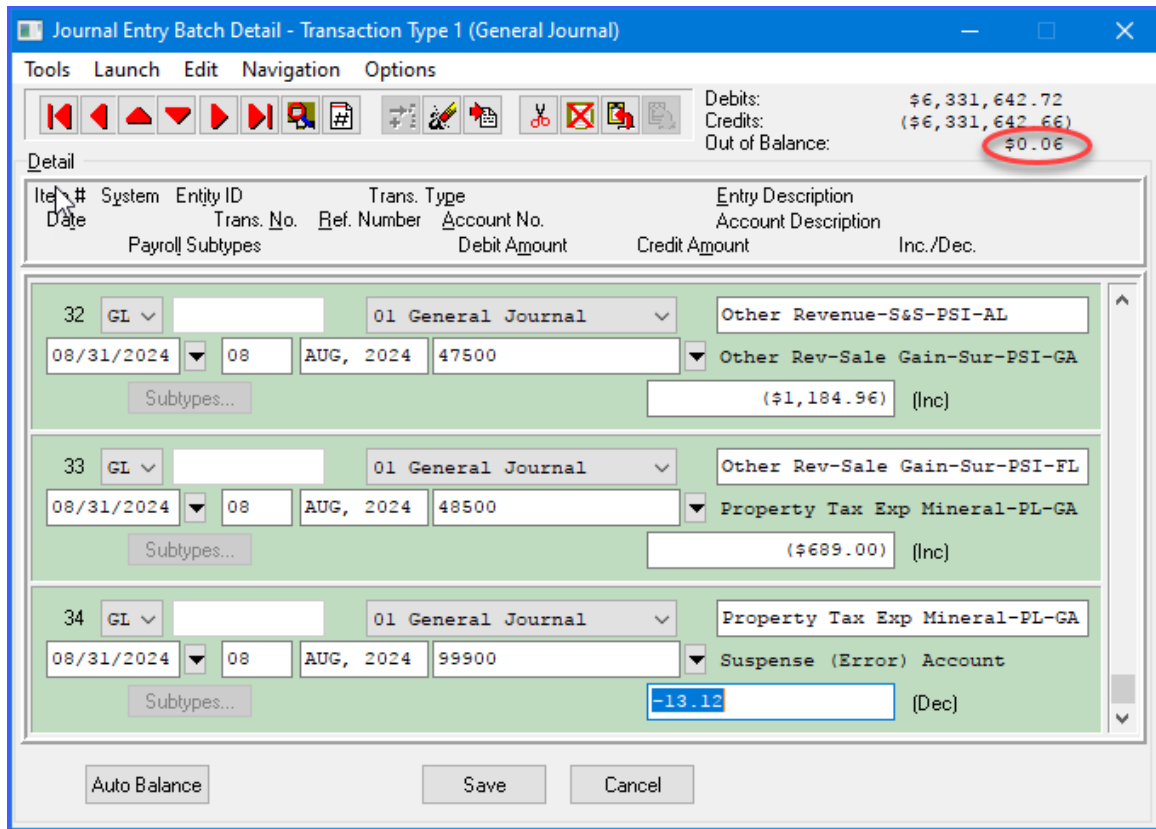 Journal Entry Batch Detail - Transaction Type 1 (General Journal)
Tools Launch Edit Navigation Options
Debits: $6,331,642.72
Credits: ($6,331,642.66)
Out of Balance: $0.06
Detail
Item # System Entity ID Trans. Type Entry Description
Date Trans. No. Ref. Number Account No. Account Description
Payroll Subtypes Debit Amount Credit Amount Inc./Dec.
32 GL 01 General Journal Other Revenue-S&S-PSI-AL
08/31/2024 08 AUG, 2024 47500 Other Rev-Sale Gain-Sur-PSI-GA
Subtypes... ($1,184.96) (Inc)
33 GL 01 General Journal Other Rev-Sale Gain-Sur-PSI-FL
08/31/2024 08 AUG, 2024 48500 Property Tax Exp Mineral-PL-GA
Subtypes... ($689.00) (Inc)
34 GL 01 General Journal Property Tax Exp Mineral-PL-GA
08/31/2024 08 AUG, 2024 99900 Suspense (Error) Account
Subtypes... -13.12 (Dec)
Auto Balance Save Cancel